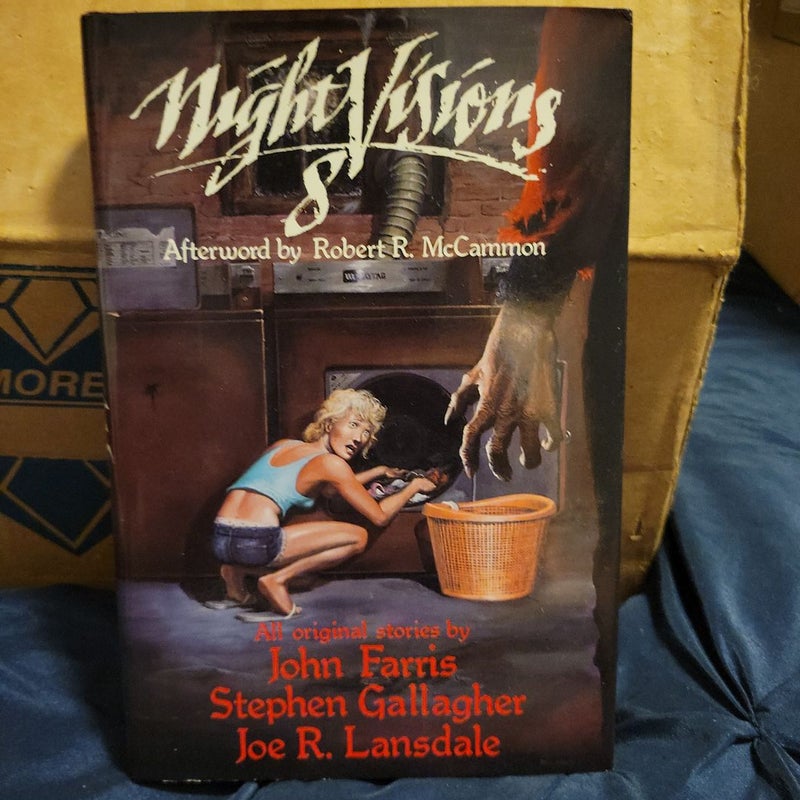 Night Visions
8
Afterword by Robert R. McCammon
MORE
All original stories by
John Farris
Stephen Gallagher
Joe R. Lansdale